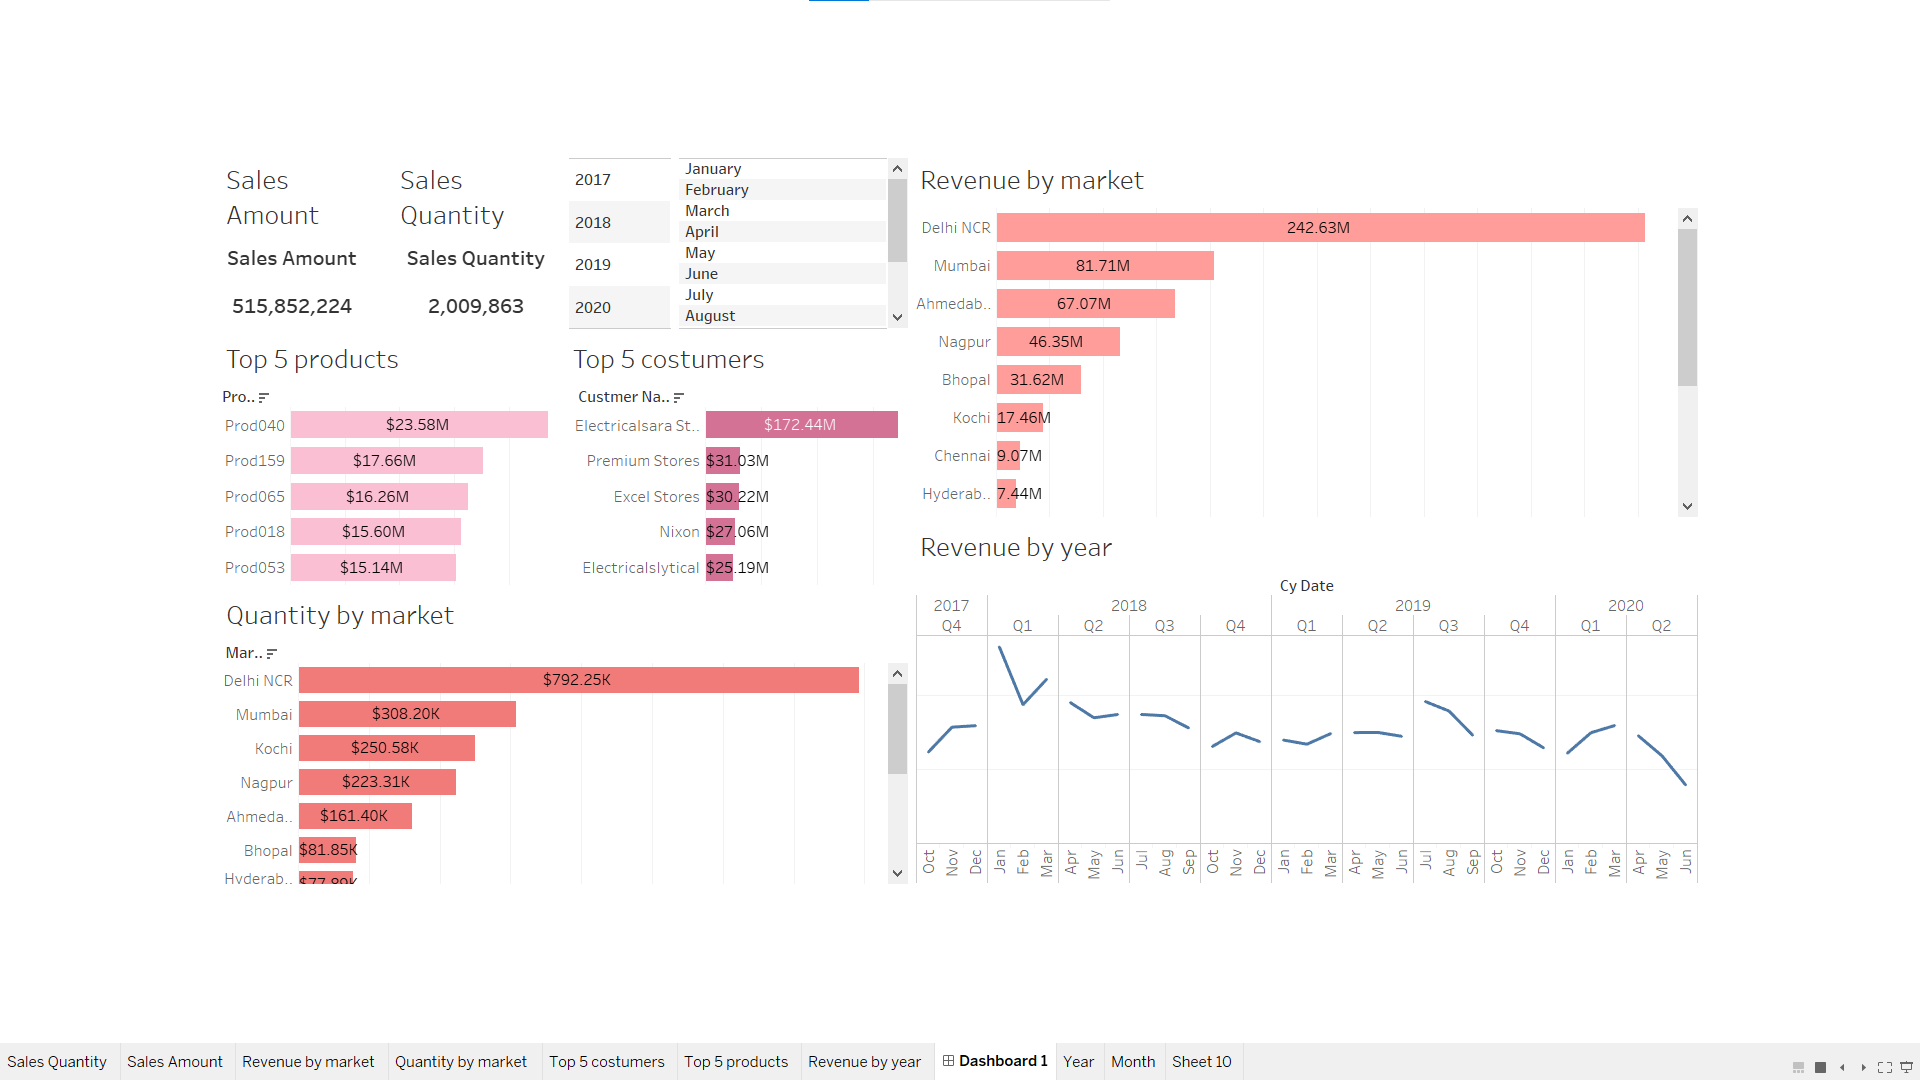 Sales
Amount
Sales Amount
515,852,224
Sales
Quantity
Sales Quantity
2,009,863
2017
2018
2019
2020
January
February
March
April
May
June
July
August
Top 5 products
Pro..
Prod040 $23.58M
Prod159 $17.66M
Prod065 $16.26M
Prod018 $15.60M
Prod053 $15.14M
Top 5 costumers
Custmer Na..
Electricalsara St.. $172.44M
Premium Stores $31.03M
Excel Stores $30.22M
Nixon $27.06M
Electricalslytical $25.19M
Quantity by market
Mar..
Delhi NCR $792.25K
Mumbai $308.20K
Kochi $250.58K
Nagpur $223.31K
Ahmeda.. $161.40K
Bhopal $81.85K
Hyderab.. $77.89K
Revenue by market
Delhi NCR 242.63M
Mumbai 81.71M
Ahmedab.. 67.07M
Nagpur 46.35M
Bhopal 31.62M
Kochi 17.46M
Chennai 9.07M
Hyderab.. 7.44M
Revenue by year
Cy Date
2017 2018 2019 2020
Q4 Q1 Q2 Q3 Q4 Q1 Q2 Q3 Q4 Q1 Q2
Oct Nov Dec Jan Feb Mar Apr May Jun Jul Aug Sep Oct Nov Dec Jan Feb Mar Apr May Jun Jul Aug Sep Oct Nov Dec Jan Feb Mar Apr May Jun
Sales Quantity Sales Amount Revenue by market Quantity by market Top 5 costumers Top 5 products Revenue by year Dashboard 1 Year Month Sheet 10